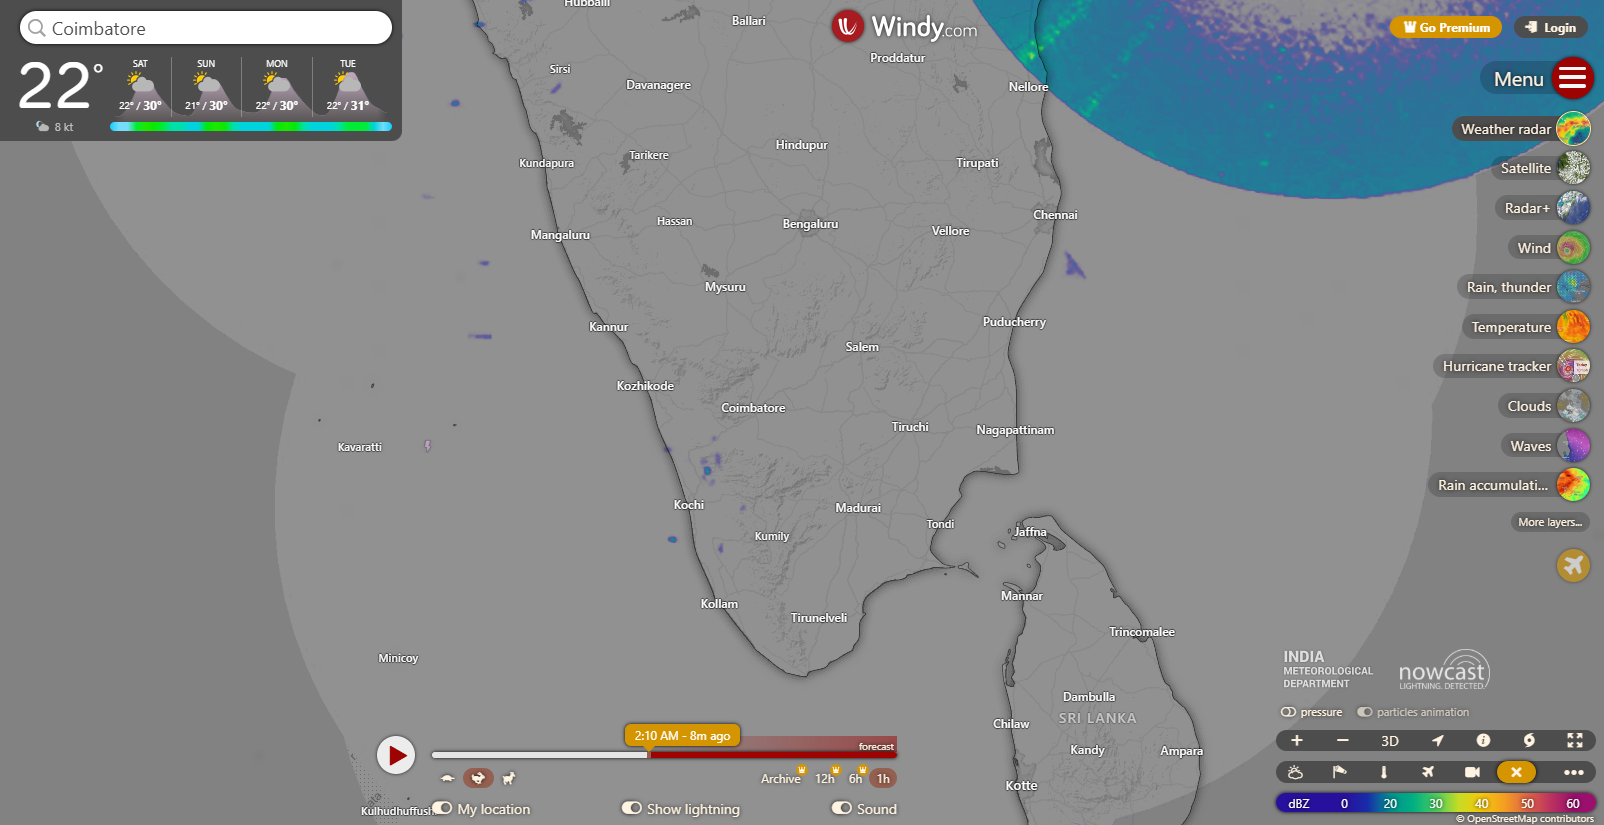 Coimbatore
22°
8 kt
SAT SUN MON TUE
22° / 30° 21° / 30° 22° / 30° 22° / 31°
Windy.com
Go Premium
Login
Menu
Weather radar
Satellite
Radar+
Wind
Rain, thunder
Temperature
Hurricane tracker
Clouds
Waves
Rain accumulati...
More layers...
Hubballi
Ballari
Proddatur
Sirsi
Davanagere
Nellore
Hindupur
Kundapura
Tarikere
Tirupati
Hassan
Bengaluru
Chennai
Mangaluru
Vellore
Mysuru
Kannur
Puducherry
Salem
Kozhikode
Coimbatore
Tiruchi
Nagapattinam
Kavaratti
Kochi
Madurai
Tondi
Jaffna
Kumily
Kollam
Tirunelveli
Mannar
Trincomalee
Minicoy
Dambulla
SRI LANKA
Chilaw
Kandy
Ampara
Kotte
Kulhudhuffush
2:10 AM - 8m ago
forecast
Archive 12h 6h 1h
My location
Show lightning
Sound
INDIA
METEOROLOGICAL
DEPARTMENT
nowcast
LIGHTNING. DETECTED.
pressure
particles animation
+ − 3D
dBZ 0 20 30 40 50 60
© OpenStreetMap contributors